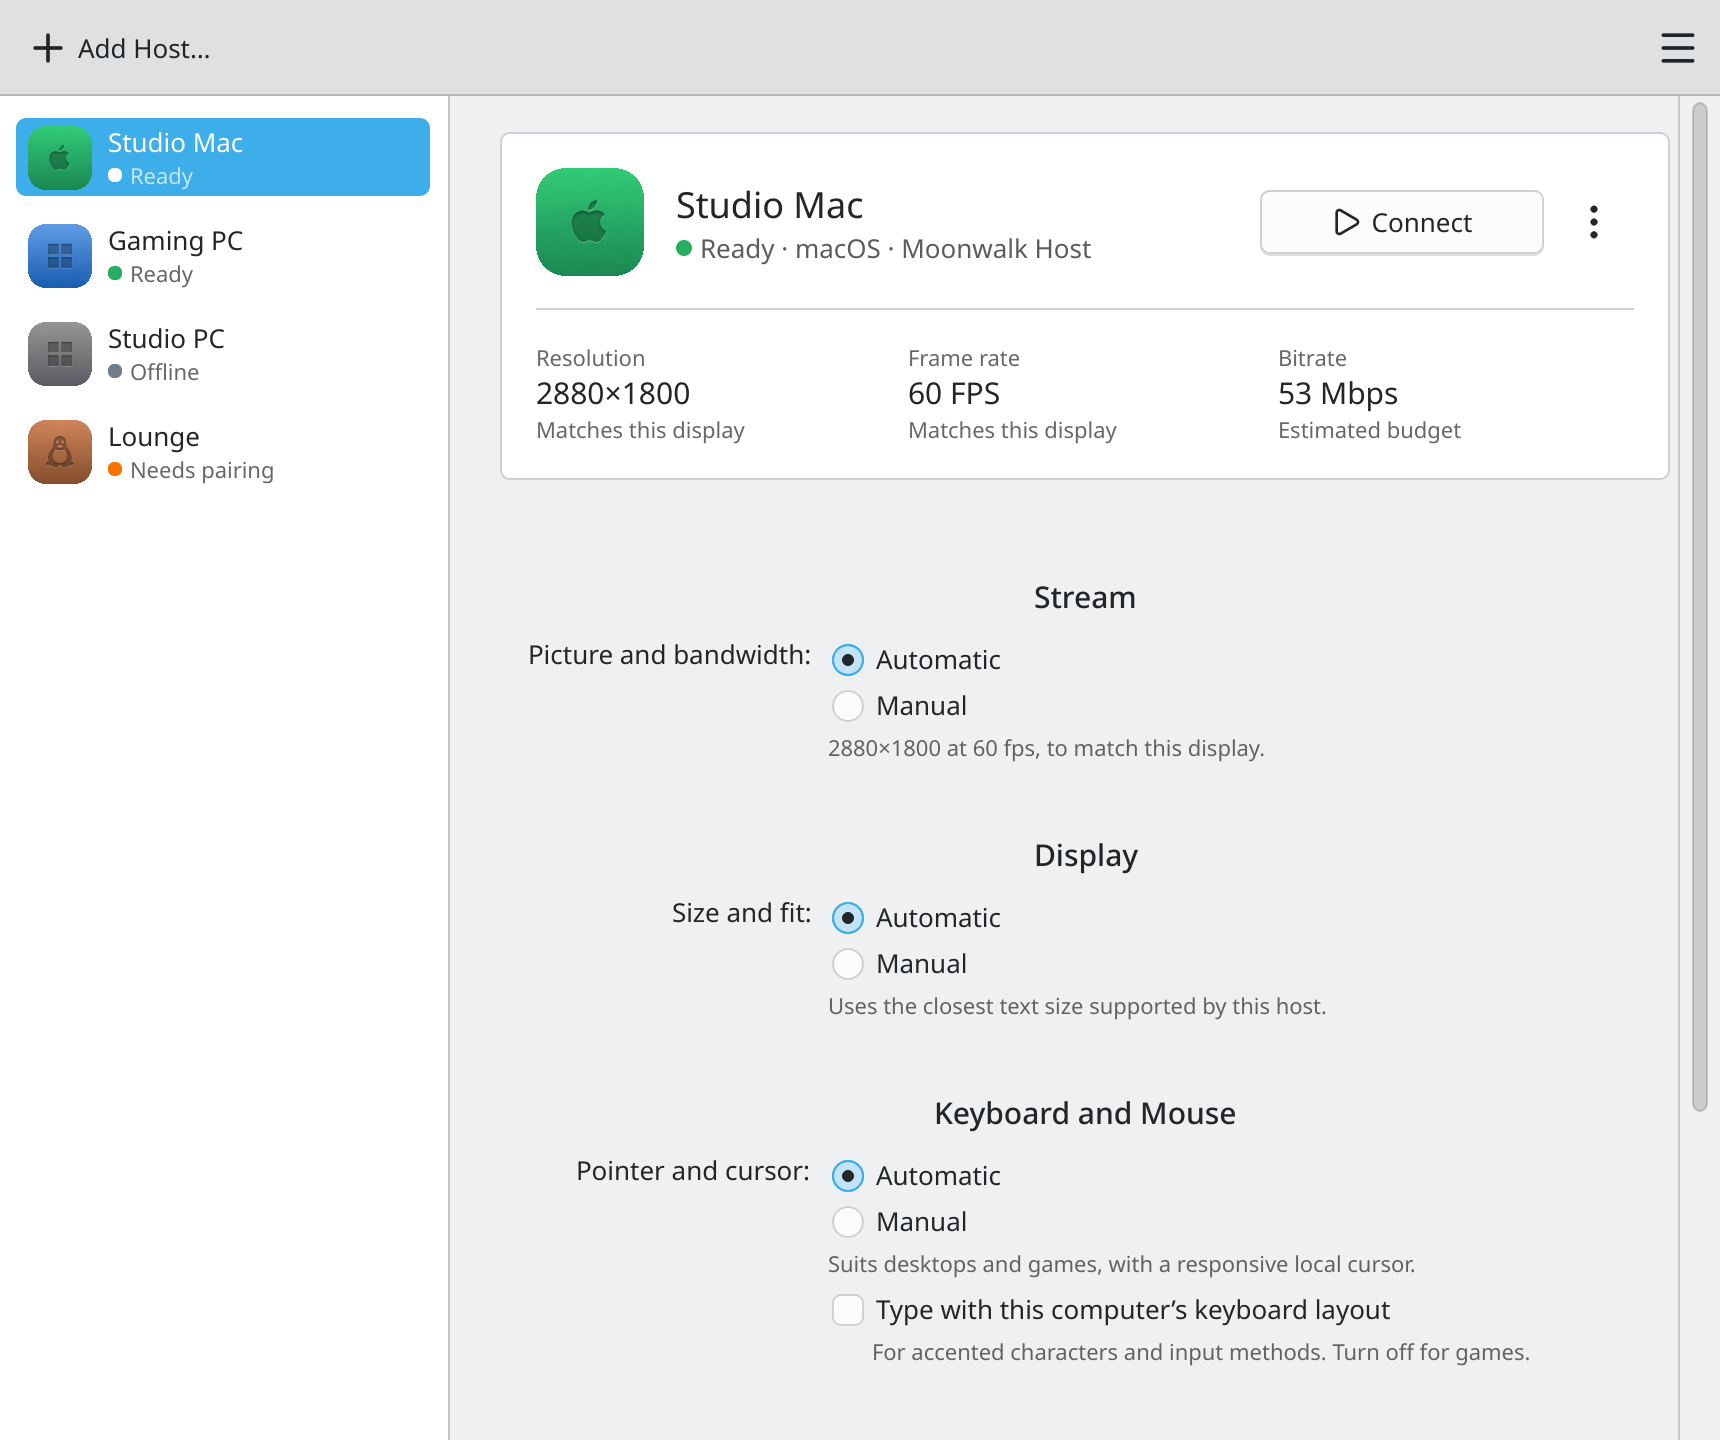 Add Host…
Studio Mac
Ready
Gaming PC
Ready
Studio PC
Offline
Lounge
Needs pairing
Studio Mac
Ready · macOS · Moonwalk Host
Connect
Resolution
2880×1800
Matches this display
Frame rate
60 FPS
Matches this display
Bitrate
53 Mbps
Estimated budget
Stream
Picture and bandwidth:
Automatic
Manual
2880×1800 at 60 fps, to match this display.
Display
Size and fit:
Automatic
Manual
Uses the closest text size supported by this host.
Keyboard and Mouse
Pointer and cursor:
Automatic
Manual
Suits desktops and games, with a responsive local cursor.
Type with this computer’s keyboard layout
For accented characters and input methods. Turn off for games.